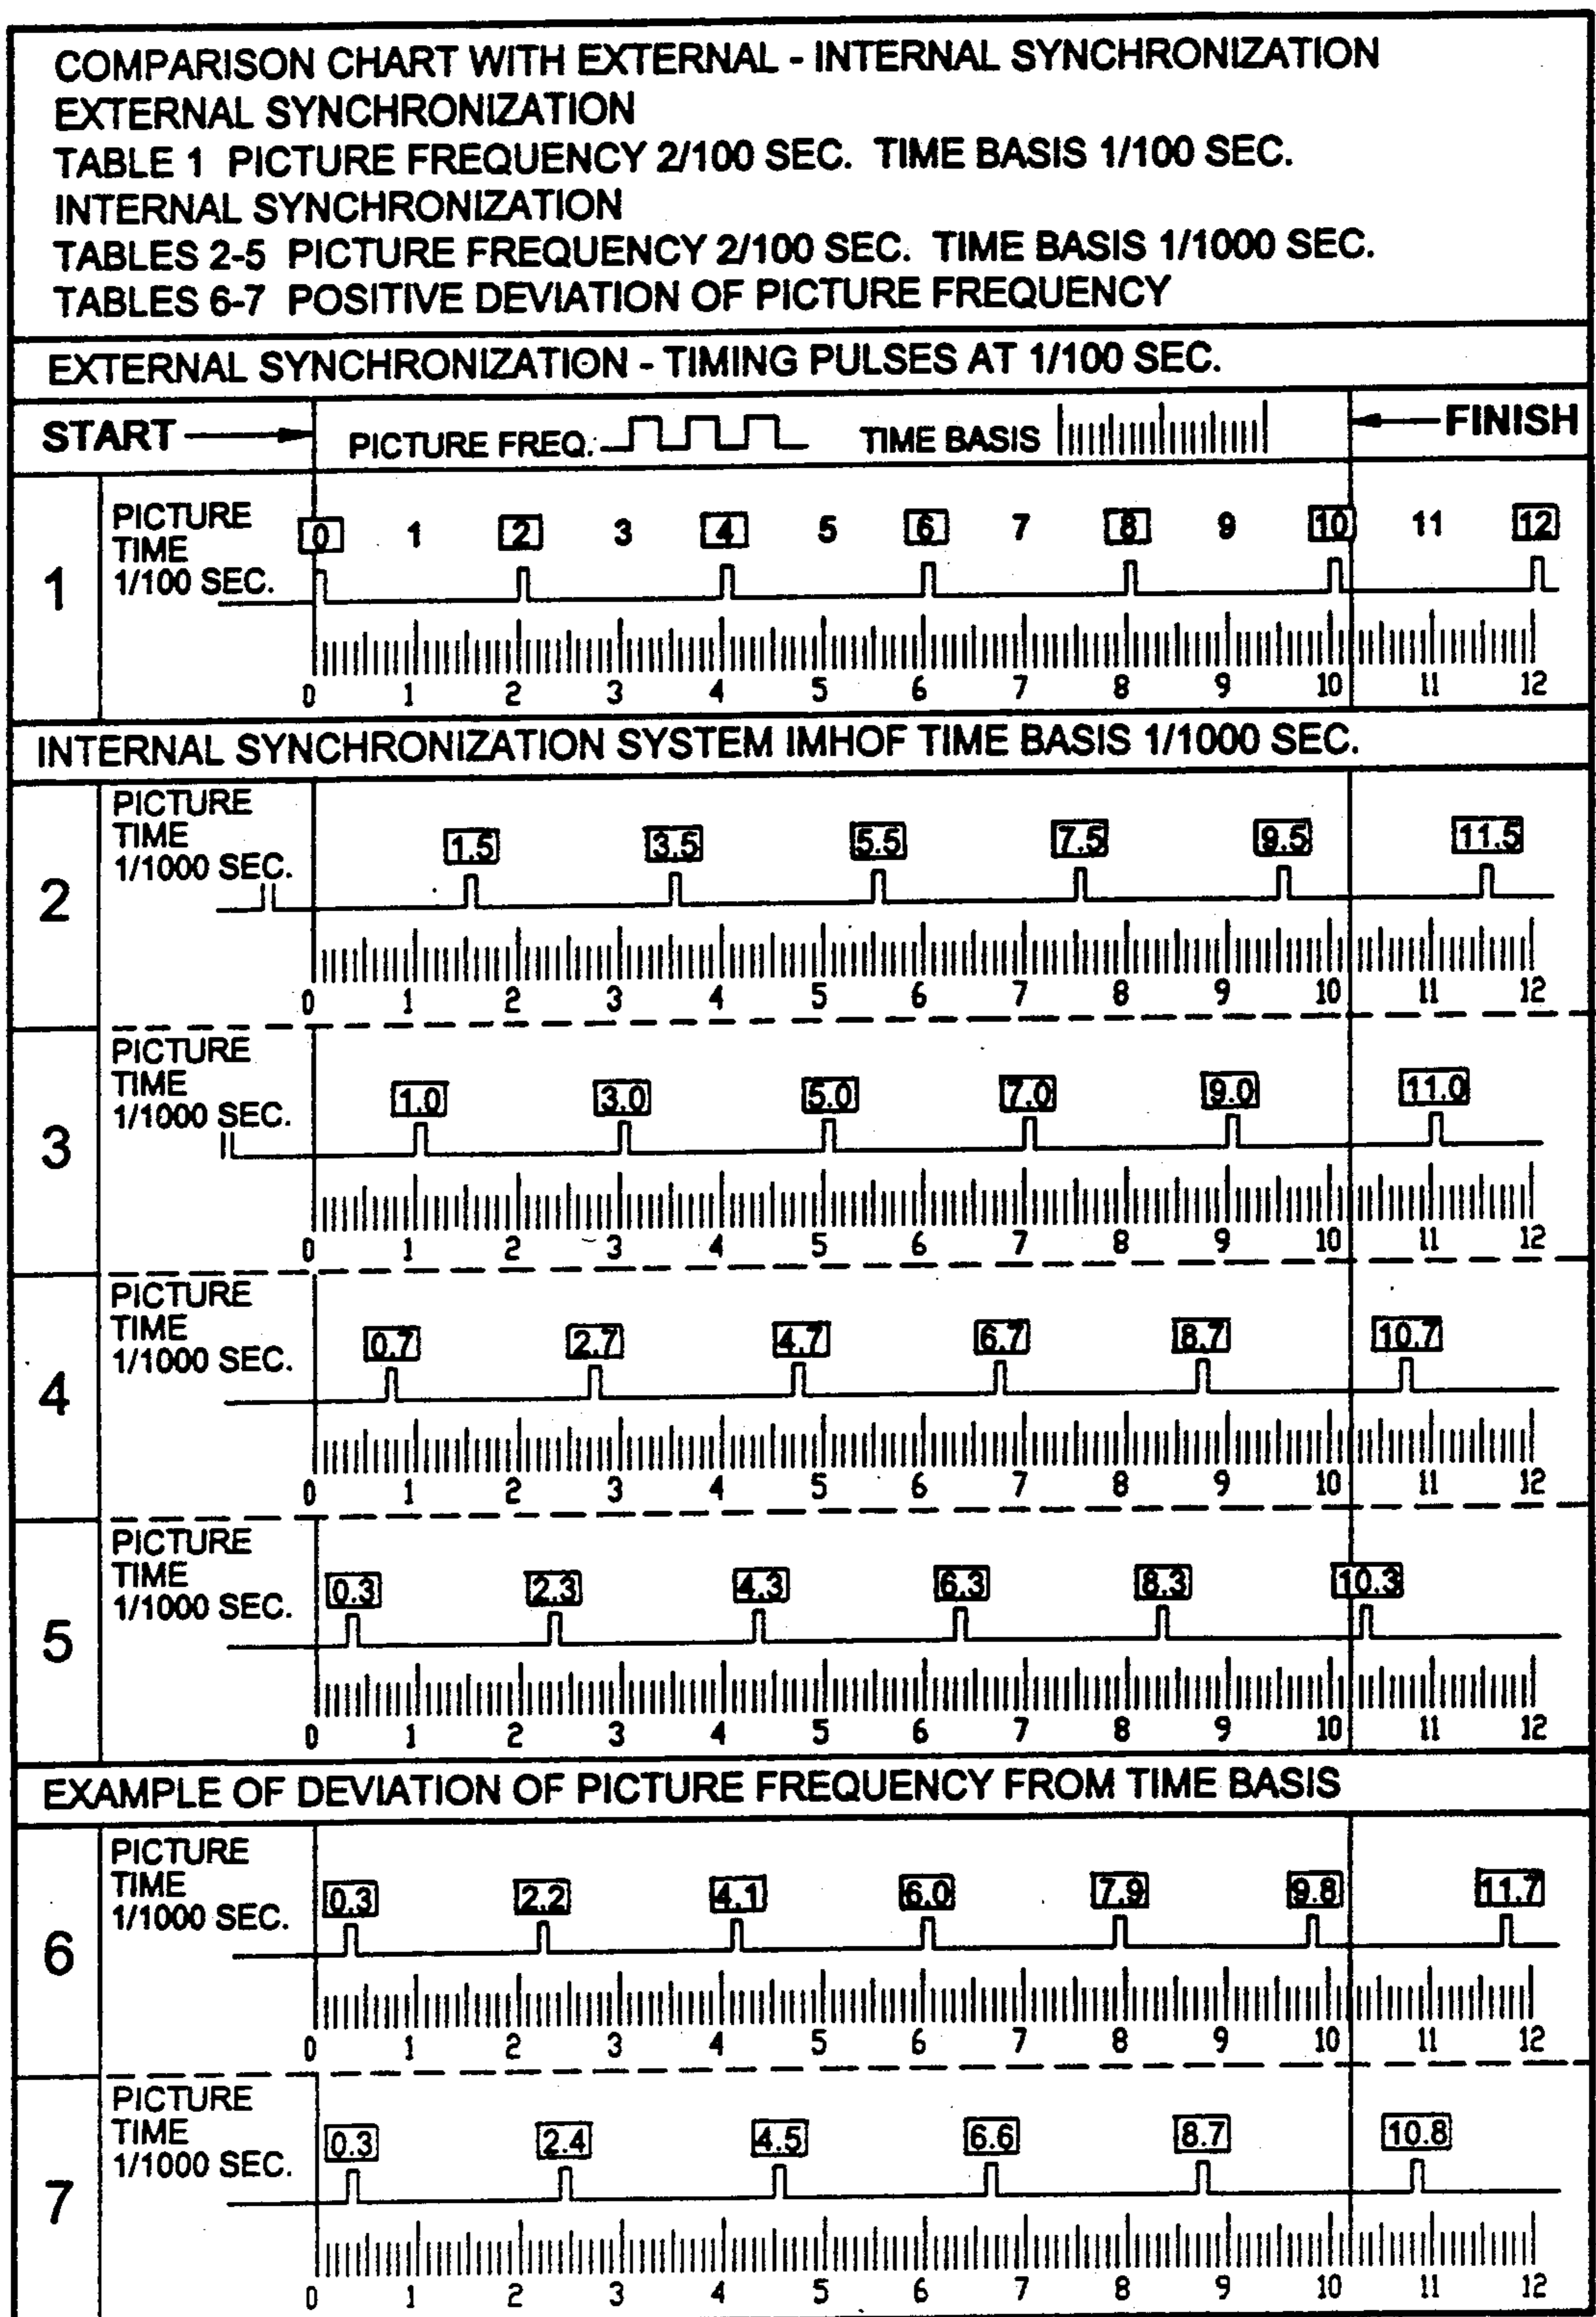 COMPARISON CHART WITH EXTERNAL - INTERNAL SYNCHRONIZATION
EXTERNAL SYNCHRONIZATION
TABLE 1 PICTURE FREQUENCY 2/100 SEC. TIME BASIS 1/100 SEC.
INTERNAL SYNCHRONIZATION
TABLES 2-5 PICTURE FREQUENCY 2/100 SEC. TIME BASIS 1/1000 SEC.
TABLES 6-7 POSITIVE DEVIATION OF PICTURE FREQUENCY
EXTERNAL SYNCHRONIZATION - TIMING PULSES AT 1/100 SEC.
START PICTURE FREQ. TIME BASIS FINISH
1
PICTURE
TIME
1/100 SEC.
0 1 2 3 4 5 6 7 8 9 10 11 12
0 1 2 3 4 5 6 7 8 9 10 11 12
INTERNAL SYNCHRONIZATION SYSTEM IMHOF TIME BASIS 1/1000 SEC.
2
PICTURE
TIME
1/1000 SEC.
1.5 3.5 5.5 7.5 9.5 11.5
0 1 2 3 4 5 6 7 8 9 10 11 12
3
PICTURE
TIME
1/1000 SEC.
1.0 3.0 5.0 7.0 9.0 11.0
0 1 2 3 4 5 6 7 8 9 10 11 12
4
PICTURE
TIME
1/1000 SEC.
0.7 2.7 4.7 6.7 8.7 10.7
0 1 2 3 4 5 6 7 8 9 10 11 12
5
PICTURE
TIME
1/1000 SEC.
0.3 2.3 4.3 6.3 8.3 10.3
0 1 2 3 4 5 6 7 8 9 10 11 12
EXAMPLE OF DEVIATION OF PICTURE FREQUENCY FROM TIME BASIS
6
PICTURE
TIME
1/1000 SEC.
0.3 2.2 4.1 6.0 7.9 9.8 11.7
0 1 2 3 4 5 6 7 8 9 10 11 12
7
PICTURE
TIME
1/1000 SEC.
0.3 2.4 4.5 6.6 8.7 10.8
0 1 2 3 4 5 6 7 8 9 10 11 12